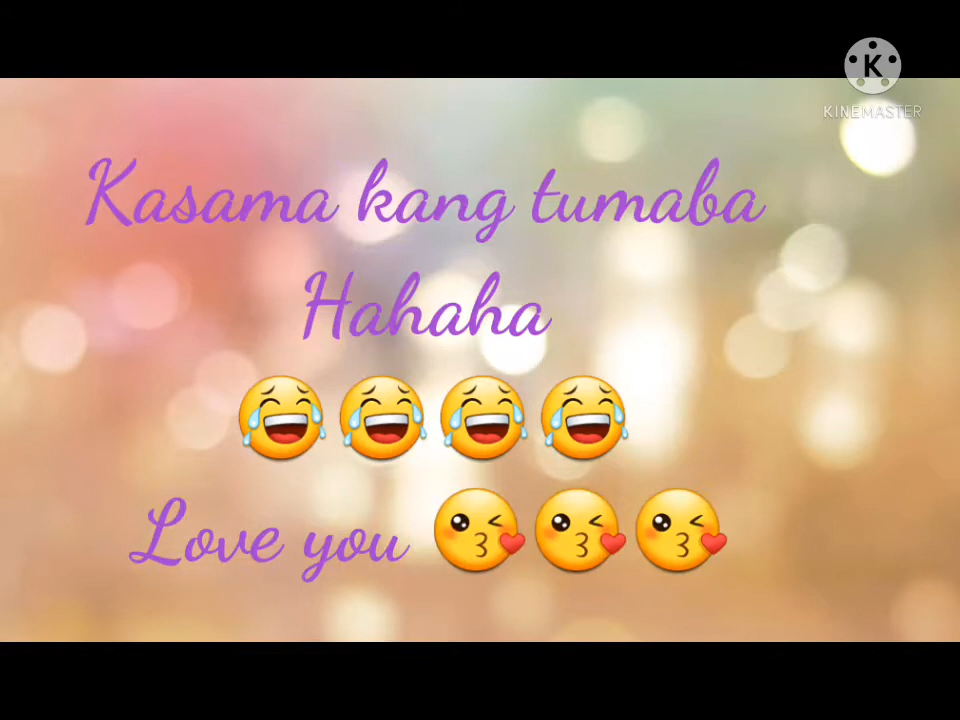 KINEMASTER
Kasama kang tumaba
Hahaha
😂😂😂😂
Love you 😘😘😘